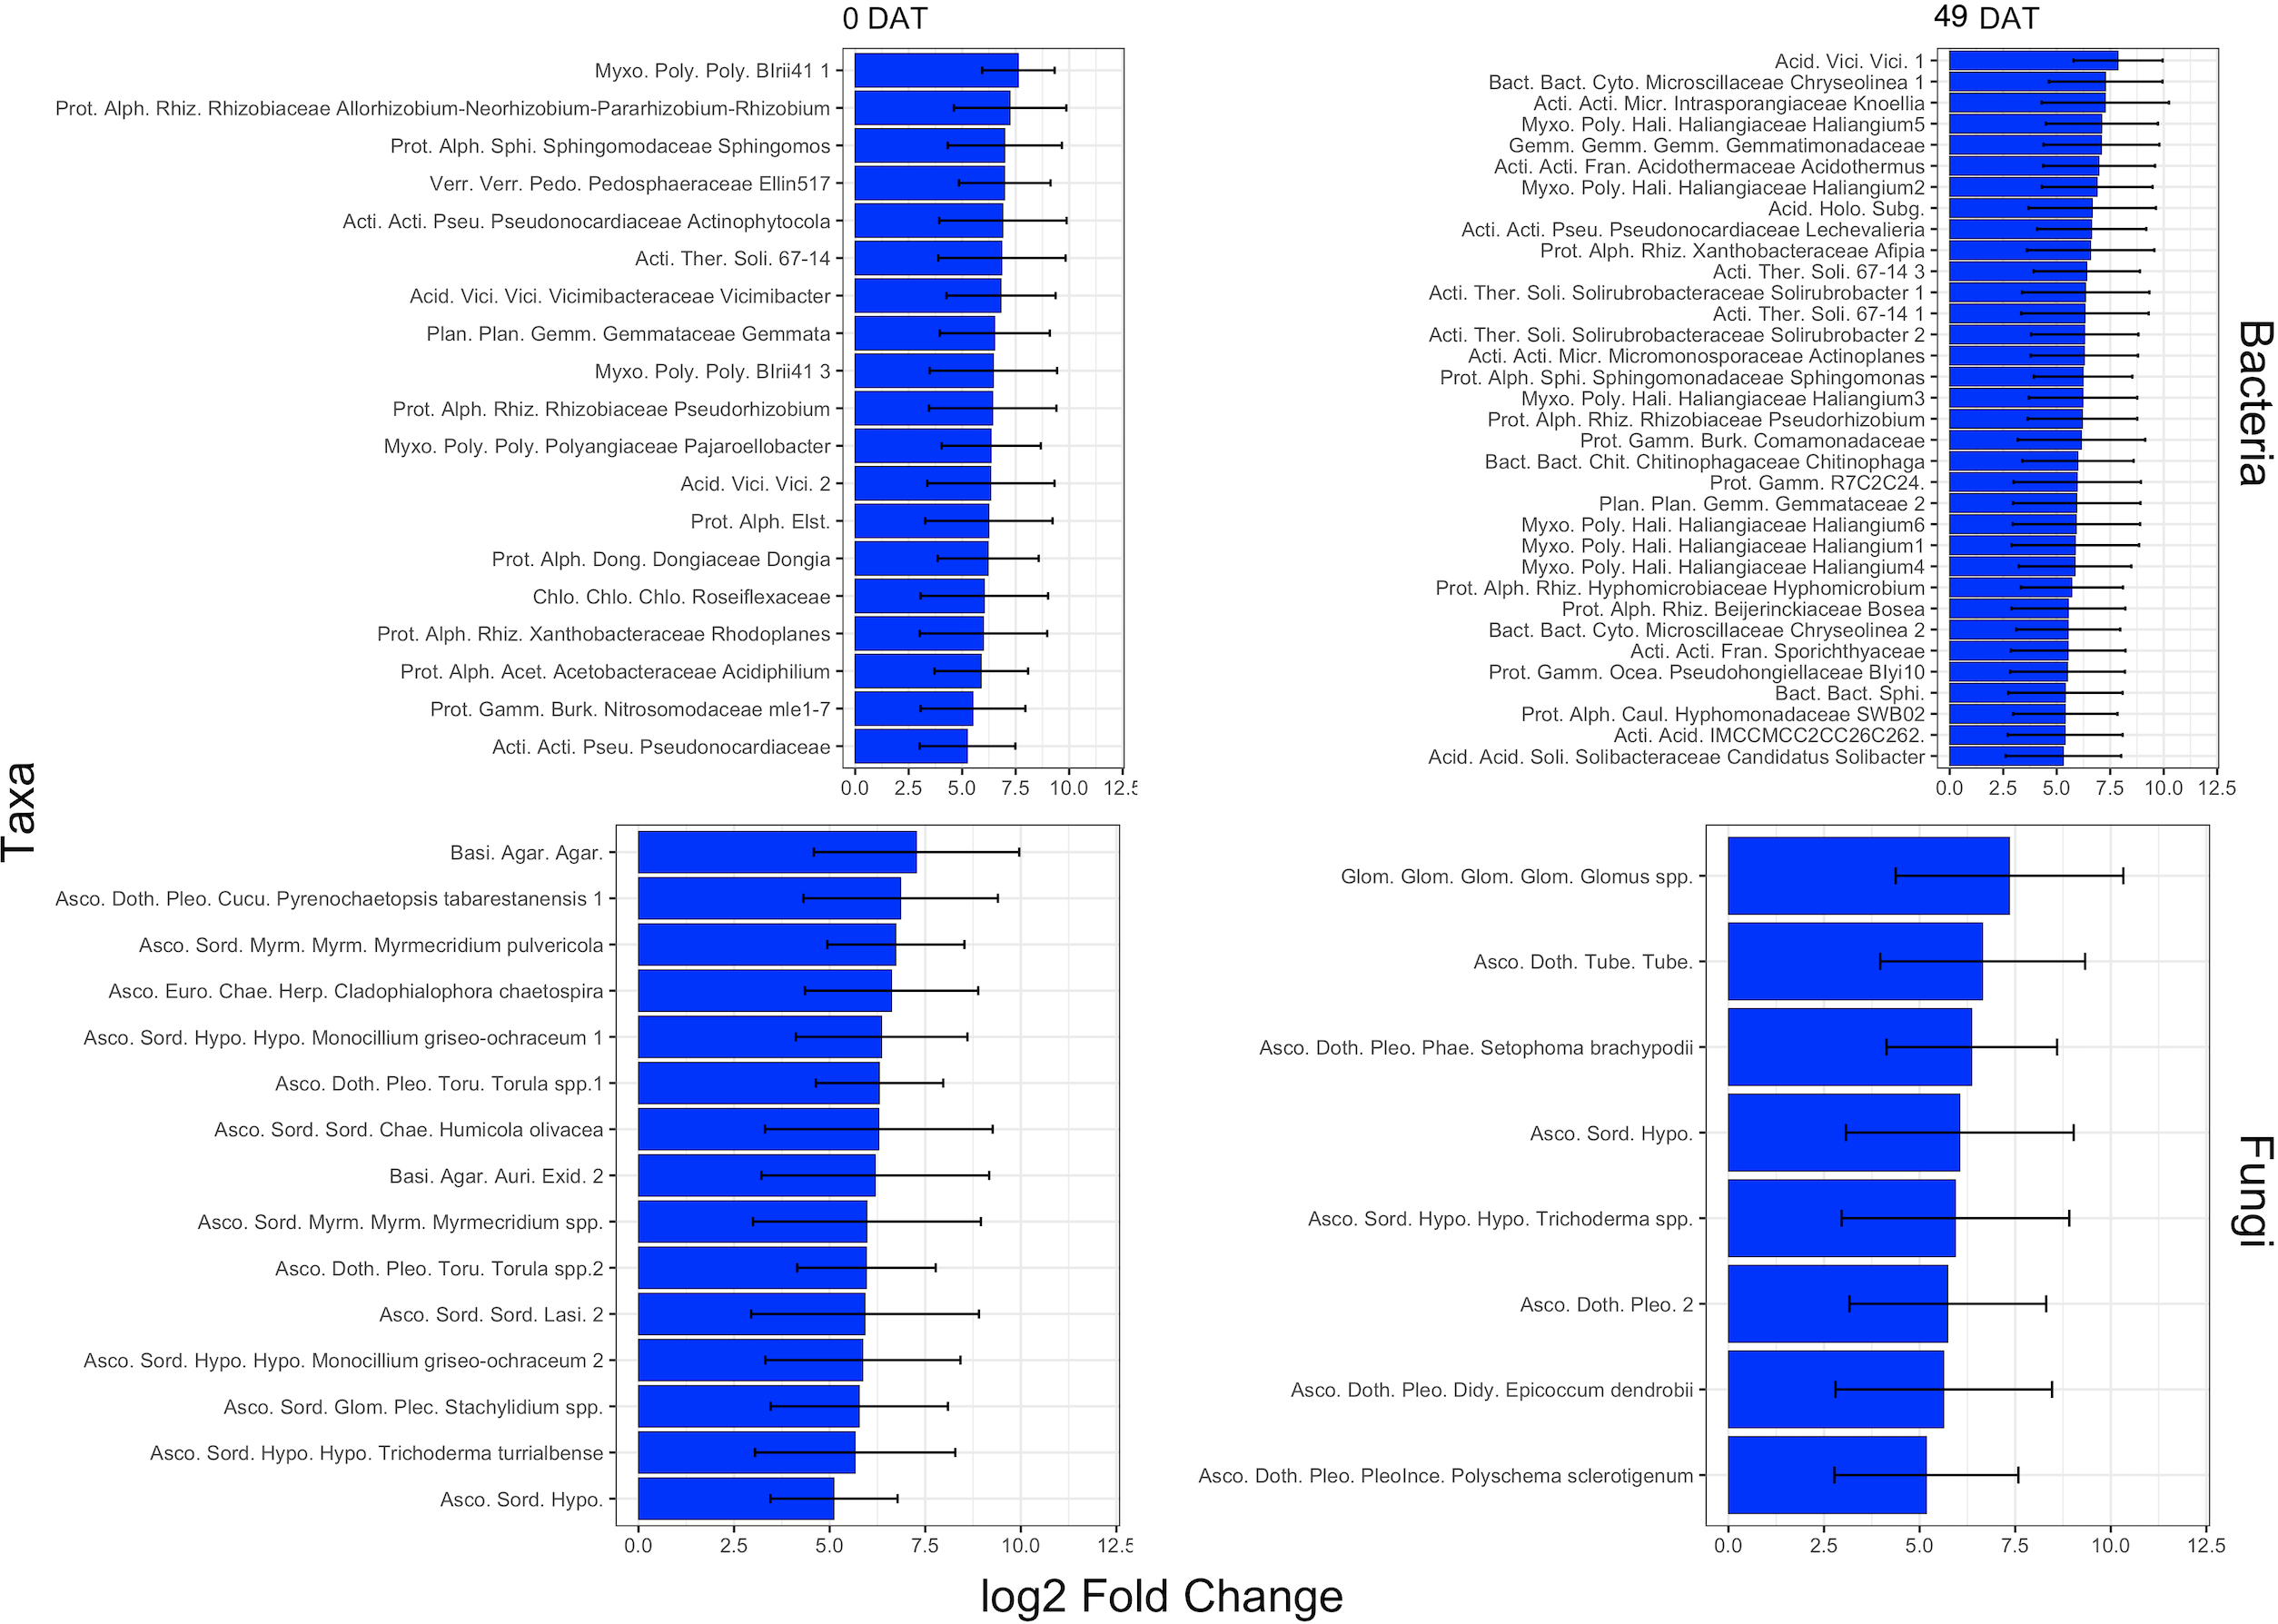 0 DAT
49 DAT
Myxo. Poly. Poly. BIrii41 1
Prot. Alph. Rhiz. Rhizobiaceae Allorhizobium-Neorhizobium-Pararhizobium-Rhizobium
Prot. Alph. Sphi. Sphingomodaceae Sphingomos
Verr. Verr. Pedo. Pedosphaeraceae Ellin517
Acti. Acti. Pseu. Pseudonocardiaceae Actinophytocola
Acti. Ther. Soli. 67-14
Acid. Vici. Vici. Vicimibacteraceae Vicimibacter
Plan. Plan. Gemm. Gemmataceae Gemmata
Myxo. Poly. Poly. BIrii41 3
Prot. Alph. Rhiz. Rhizobiaceae Pseudorhizobium
Myxo. Poly. Poly. Polyangiaceae Pajaroellobacter
Acid. Vici. Vici. 2
Prot. Alph. Elst.
Prot. Alph. Dong. Dongiaceae Dongia
Chlo. Chlo. Chlo. Roseiflexaceae
Prot. Alph. Rhiz. Xanthobacteraceae Rhodoplanes
Prot. Alph. Acet. Acetobacteraceae Acidiphilium
Prot. Gamm. Burk. Nitrosomodaceae mle1-7
Acti. Acti. Pseu. Pseudonocardiaceae
0.0 2.5 5.0 7.5 10.0 12.5
Acid. Vici. Vici. 1
Bact. Bact. Cyto. Microscillaceae Chryseolinea 1
Acti. Acti. Micr. Intrasporangiaceae Knoellia
Myxo. Poly. Hali. Haliangiaceae Haliangium5
Gemm. Gemm. Gemm. Gemmatimonadaceae
Acti. Acti. Fran. Acidothermaceae Acidothermus
Myxo. Poly. Hali. Haliangiaceae Haliangium2
Acid. Holo. Subg.
Acti. Acti. Pseu. Pseudonocardiaceae Lechevalieria
Prot. Alph. Rhiz. Xanthobacteraceae Afipia
Acti. Ther. Soli. 67-14 3
Acti. Ther. Soli. Solirubrobacteraceae Solirubrobacter 1
Acti. Ther. Soli. 67-14 1
Acti. Ther. Soli. Solirubrobacteraceae Solirubrobacter 2
Acti. Acti. Micr. Micromonosporaceae Actinoplanes
Prot. Alph. Sphi. Sphingomonadaceae Sphingomonas
Myxo. Poly. Hali. Haliangiaceae Haliangium3
Prot. Alph. Rhiz. Rhizobiaceae Pseudorhizobium
Prot. Gamm. Burk. Comamonadaceae
Bact. Bact. Chit. Chitinophagaceae Chitinophaga
Prot. Gamm. R7C2C24.
Plan. Plan. Gemm. Gemmataceae 2
Myxo. Poly. Hali. Haliangiaceae Haliangium6
Myxo. Poly. Hali. Haliangiaceae Haliangium1
Myxo. Poly. Hali. Haliangiaceae Haliangium4
Prot. Alph. Rhiz. Hyphomicrobiaceae Hyphomicrobium
Prot. Alph. Rhiz. Beijerinckiaceae Bosea
Bact. Bact. Cyto. Microscillaceae Chryseolinea 2
Acti. Acti. Fran. Sporichthyaceae
Prot. Gamm. Ocea. Pseudohongiellaceae BIyi10
Bact. Bact. Sphi.
Prot. Alph. Caul. Hyphomonadaceae SWB02
Acti. Acid. IMCCMCC2CC26C262.
Acid. Acid. Soli. Solibacteraceae Candidatus Solibacter
0.0 2.5 5.0 7.5 10.0 12.5
Bacteria
Taxa
Basi. Agar. Agar.
Asco. Doth. Pleo. Cucu. Pyrenochaetopsis tabarestanensis 1
Asco. Sord. Myrm. Myrm. Myrmecridium pulvericola
Asco. Euro. Chae. Herp. Cladophialophora chaetospira
Asco. Sord. Hypo. Hypo. Monocillium griseo-ochraceum 1
Asco. Doth. Pleo. Toru. Torula spp.1
Asco. Sord. Sord. Chae. Humicola olivacea
Basi. Agar. Auri. Exid. 2
Asco. Sord. Myrm. Myrm. Myrmecridium spp.
Asco. Doth. Pleo. Toru. Torula spp.2
Asco. Sord. Sord. Lasi. 2
Asco. Sord. Hypo. Hypo. Monocillium griseo-ochraceum 2
Asco. Sord. Glom. Plec. Stachylidium spp.
Asco. Sord. Hypo. Hypo. Trichoderma turrialbense
Asco. Sord. Hypo.
0.0 2.5 5.0 7.5 10.0 12.5
Glom. Glom. Glom. Glom. Glomus spp.
Asco. Doth. Tube. Tube.
Asco. Doth. Pleo. Phae. Setophoma brachypodii
Asco. Sord. Hypo.
Asco. Sord. Hypo. Hypo. Trichoderma spp.
Asco. Doth. Pleo. 2
Asco. Doth. Pleo. Didy. Epicoccum dendrobii
Asco. Doth. Pleo. PleoInce. Polyschema sclerotigenum
0.0 2.5 5.0 7.5 10.0 12.5
Fungi
log2 Fold Change